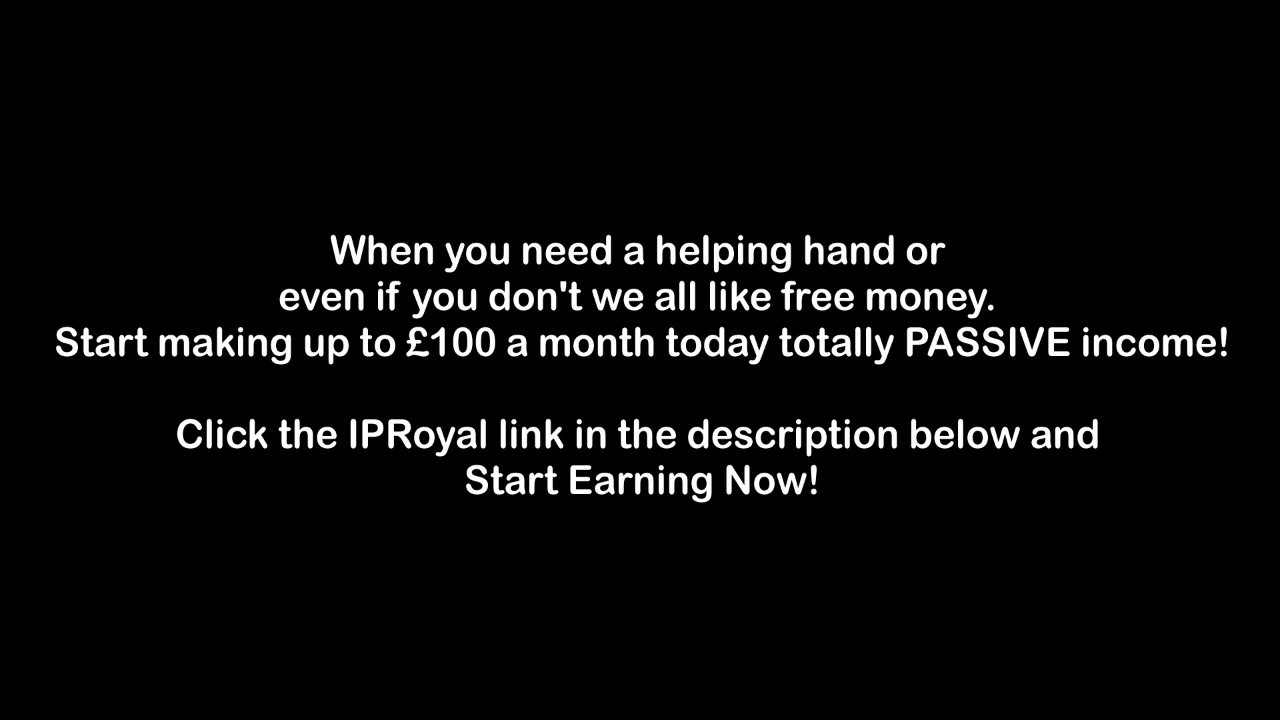 When you need a helping hand or
even if you don't we all like free money.
Start making up to £100 a month today totally PASSIVE income!
Click the IPRoyal link in the description below and
Start Earning Now!